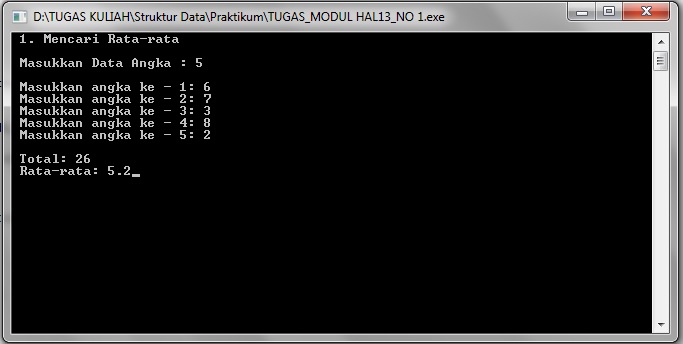 D:\TUGAS KULIAH\Struktur Data\Praktikum\TUGAS_MODUL HAL13_NO 1.exe
1. Mencari Rata-rata
Masukkan Data Angka : 5
Masukkan angka ke - 1: 6
Masukkan angka ke - 2: 7
Masukkan angka ke - 3: 3
Masukkan angka ke - 4: 8
Masukkan angka ke - 5: 2
Total: 26
Rata-rata: 5.2_